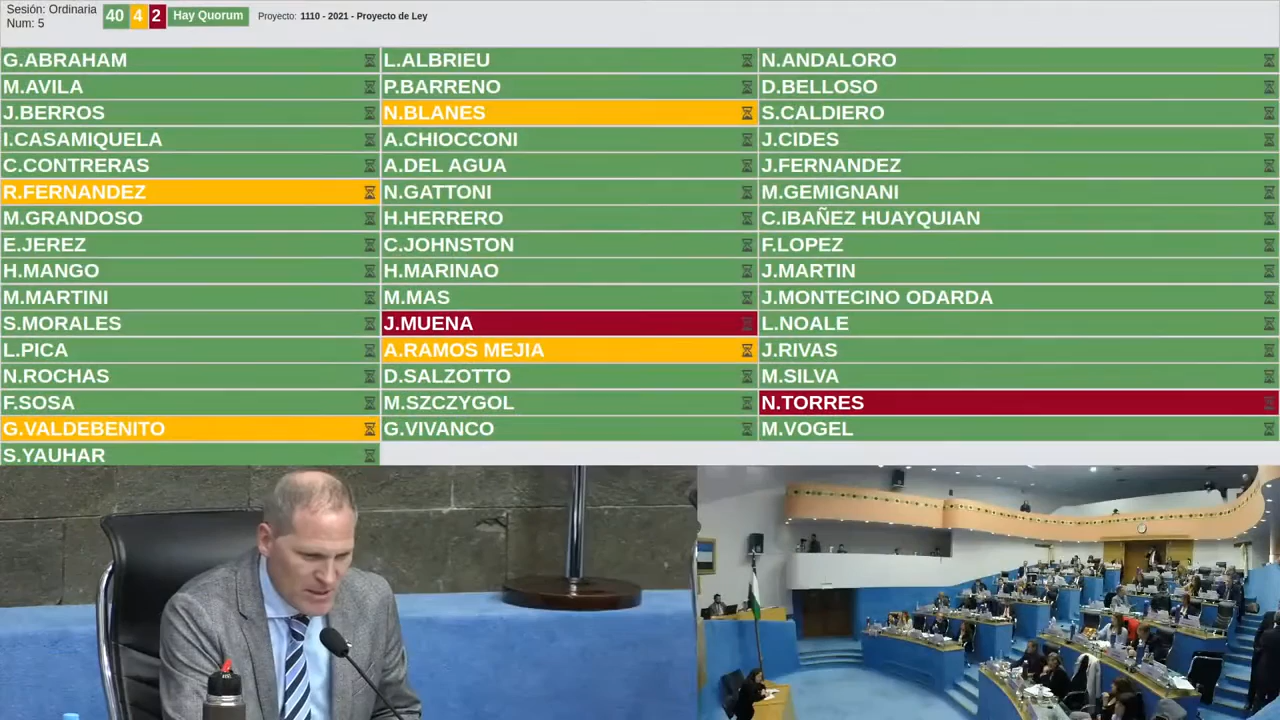 Sesión: Ordinaria
Num: 5
40 4 2 Hay Quorum
Proyecto: 1110 - 2021 - Proyecto de Ley
G.ABRAHAM L.ALBRIEU N.ANDALORO
M.AVILA P.BARRENO D.BELLOSO
J.BERROS N.BLANES S.CALDIERO
I.CASAMIQUELA A.CHIOCCONI J.CIDES
C.CONTRERAS A.DEL AGUA J.FERNANDEZ
R.FERNANDEZ N.GATTONI M.GEMIGNANI
M.GRANDOSO H.HERRERO C.IBAÑEZ HUAYQUIAN
E.JEREZ C.JOHNSTON F.LOPEZ
H.MANGO H.MARINAO J.MARTIN
M.MARTINI M.MAS J.MONTECINO ODARDA
S.MORALES J.MUENA L.NOALE
L.PICA A.RAMOS MEJIA J.RIVAS
N.ROCHAS D.SALZOTTO M.SILVA
F.SOSA M.SZCZYGOL N.TORRES
G.VALDEBENITO G.VIVANCO M.VOGEL
S.YAUHAR